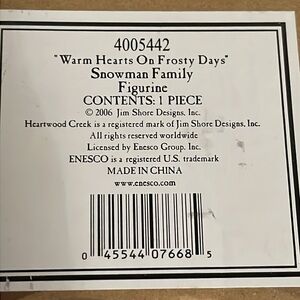 4005442
"Warm Hearts On Frosty Days"
Snowman Family
Figurine
CONTENTS: 1 PIECE
© 2006 Jim Shore Designs, Inc.
Heartwood Creek is a registered mark of Jim Shore Designs, Inc.
All rights reserved worldwide
Licensed by Enesco Group, Inc.
ENESCO is a registered U.S. trademark
MADE IN CHINA
www.enesco.com
0 45544 07668 5